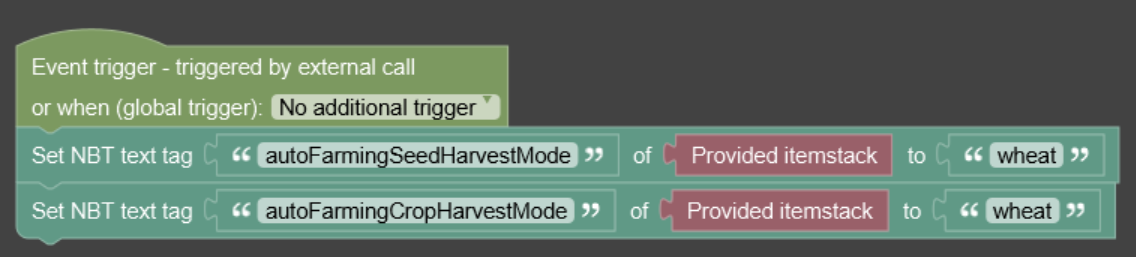 Event trigger - triggered by external call
or when (global trigger): No additional trigger
Set NBT text tag “ autoFarmingSeedHarvestMode ” of Provided itemstack to “ wheat ”
Set NBT text tag “ autoFarmingCropHarvestMode ” of Provided itemstack to “ wheat ”